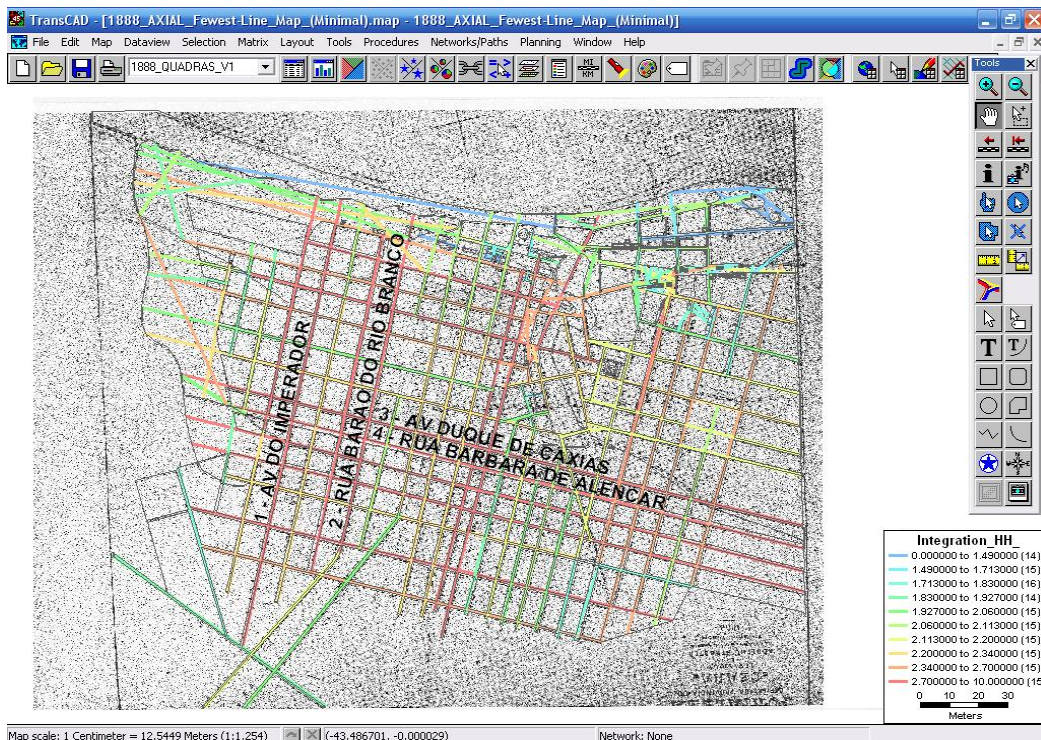 TransCAD - [1888_AXIAL_Fewest-Line_Map_(Minimal).map - 1888_AXIAL_Fewest-Line_Map_(Minimal)]
File Edit Map Dataview Selection Matrix Layout Tools Procedures Networks/Paths Planning Window Help
1888_QUADRAS_V1
MI
KM
Tools
1 - AV DO IMPERADOR
2 - RUA BARAO DO RIO BRANCO
3 - AV DUQUE DE CAXIAS
4 - RUA BARBARA DE ALENCAR
Integration_HH_
0.000000 to 1.490000 (14)
1.490000 to 1.713000 (15)
1.713000 to 1.830000 (16)
1.830000 to 1.927000 (14)
1.927000 to 2.060000 (15)
2.060000 to 2.113000 (15)
2.113000 to 2.200000 (15)
2.200000 to 2.340000 (15)
2.340000 to 2.700000 (15)
2.700000 to 10.000000 (15
0 10 20 30
Meters
Map scale: 1 Centimeter = 12.5449 Meters (1:1.254) (-43.486701, -0.000029) Network: None